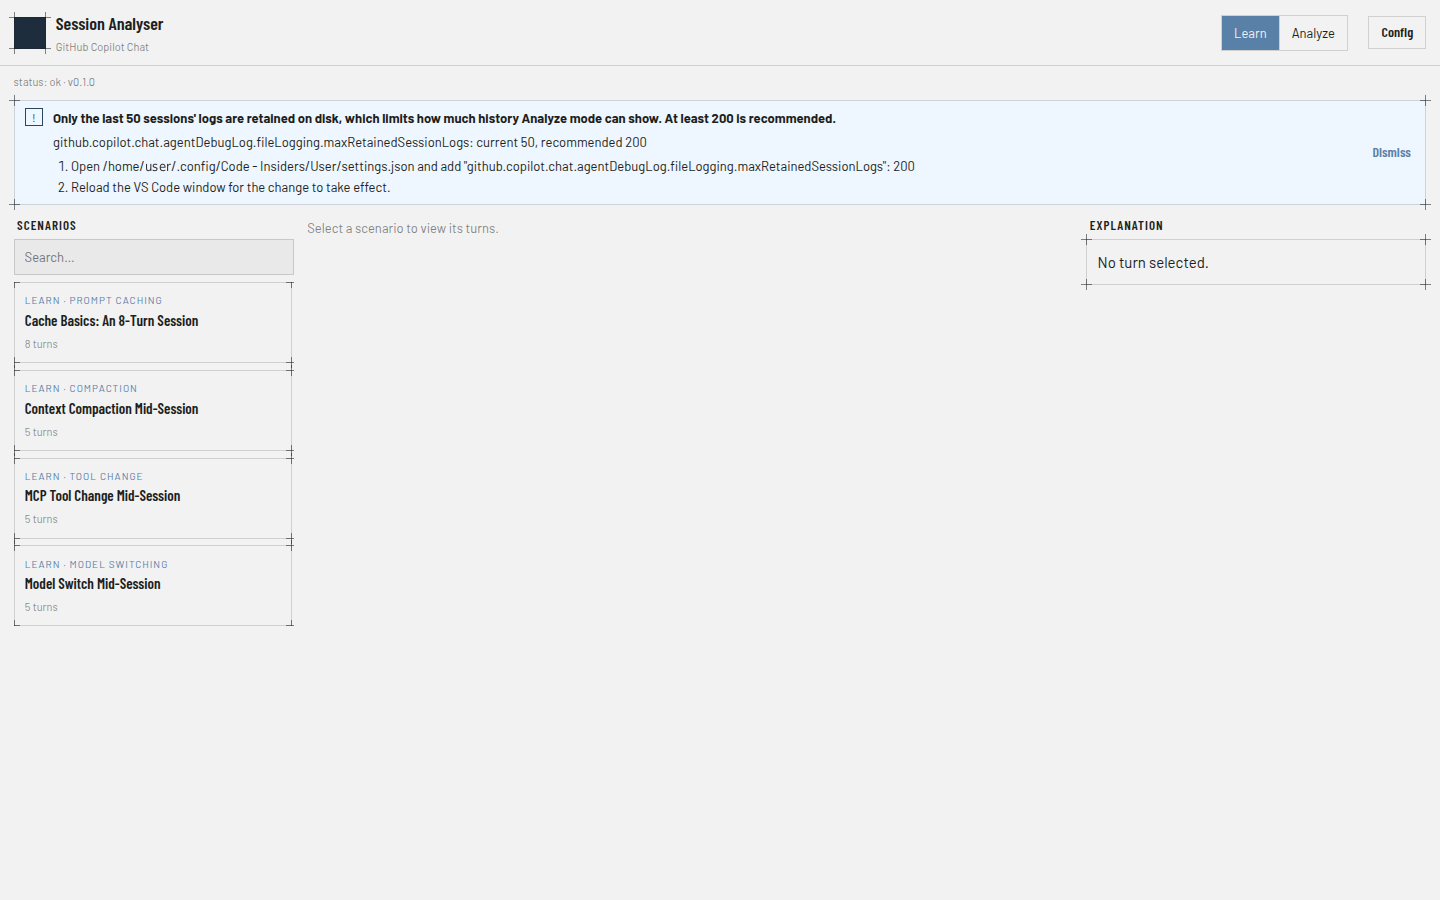 Session Analyser
GitHub Copilot Chat
Learn
Analyze
Config
status: ok · v0.1.0
!
Only the last 50 sessions' logs are retained on disk, which limits how much history Analyze mode can show. At least 200 is recommended.
github.copilot.chat.agentDebugLog.fileLogging.maxRetainedSessionLogs: current 50, recommended 200
1. Open /home/user/.config/Code - Insiders/User/settings.json and add "github.copilot.chat.agentDebugLog.fileLogging.maxRetainedSessionLogs": 200
2. Reload the VS Code window for the change to take effect.
Dismiss
SCENARIOS
Search...
LEARN · PROMPT CACHING
Cache Basics: An 8-Turn Session
8 turns
LEARN · COMPACTION
Context Compaction Mid-Session
5 turns
LEARN · TOOL CHANGE
MCP Tool Change Mid-Session
5 turns
LEARN · MODEL SWITCHING
Model Switch Mid-Session
5 turns
Select a scenario to view its turns.
EXPLANATION
No turn selected.